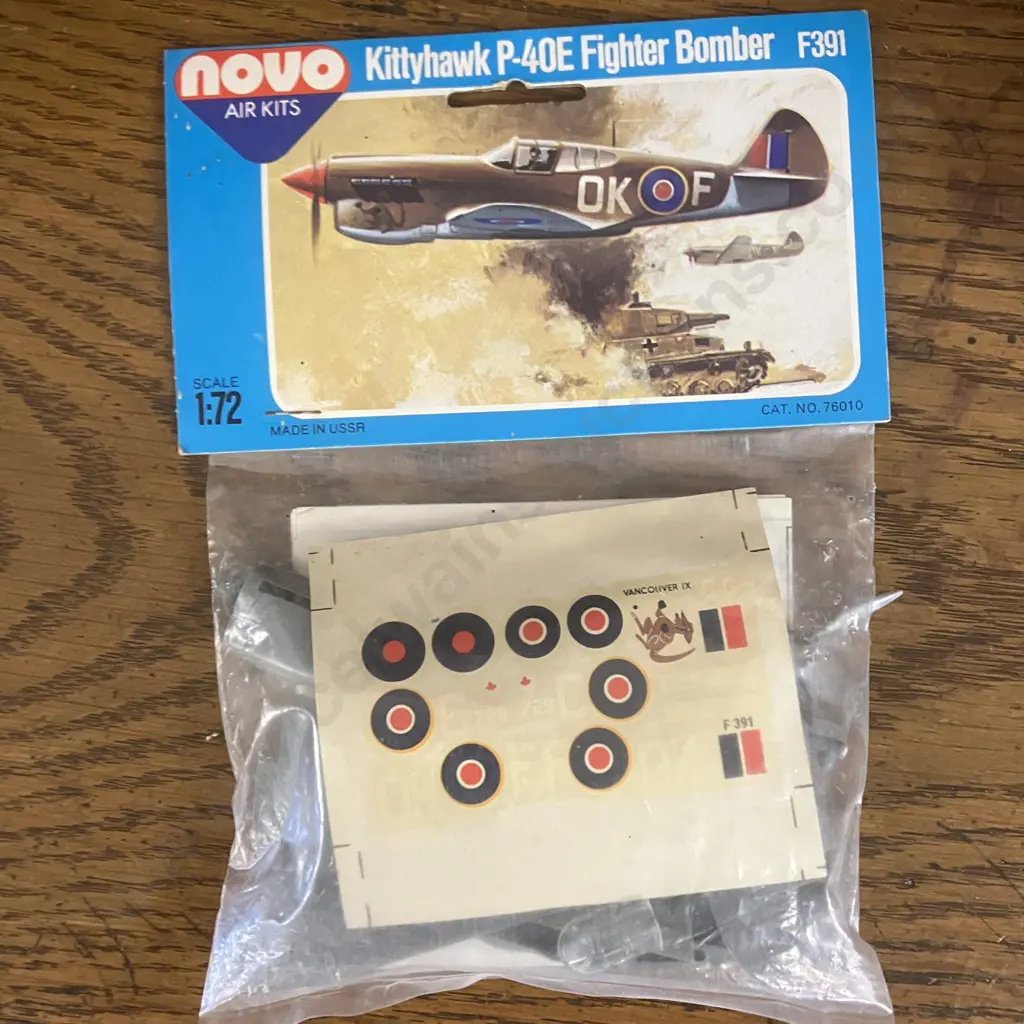 novo
AIR KITS
Kittyhawk P-40E Fighter Bomber F391
OK F
SCALE
1:72
MADE IN USSR
CAT. NO. 76010
VANCOUVER IX
F 391